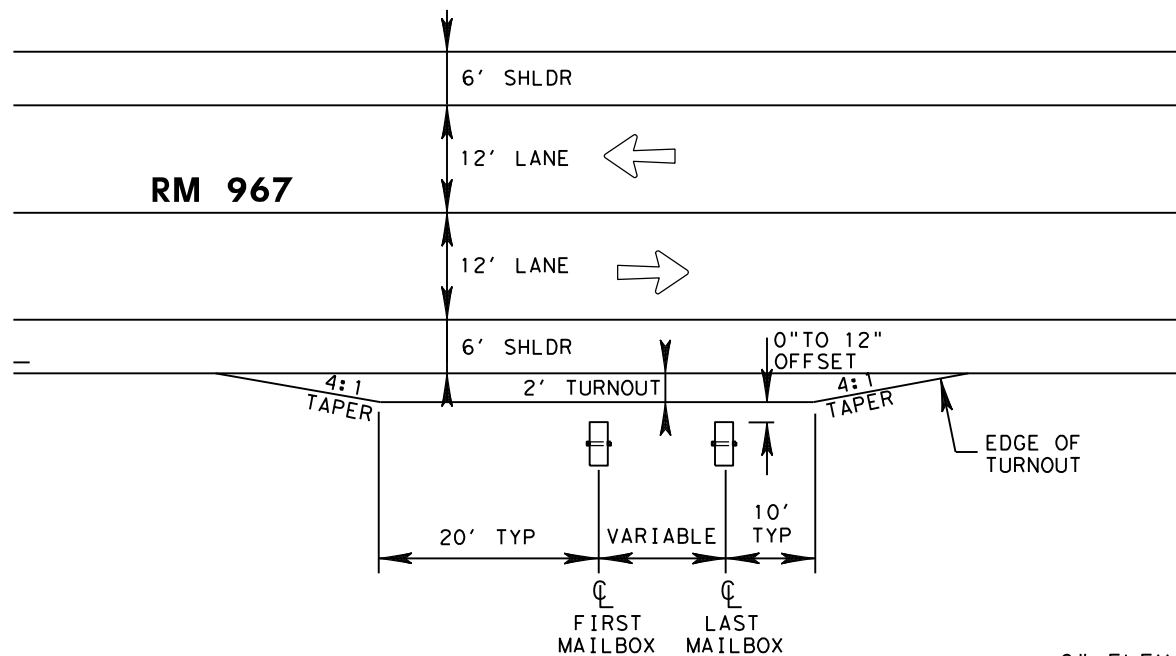 6' SHLDR
12' LANE
RM 967
12' LANE
6' SHLDR
0"TO 12"
OFFSET
4:1
TAPER
2' TURNOUT
4:1
TAPER
EDGE OF
TURNOUT
20' TYP
VARIABLE
10'
TYP
℄
FIRST
MAILBOX
℄
LAST
MAILBOX